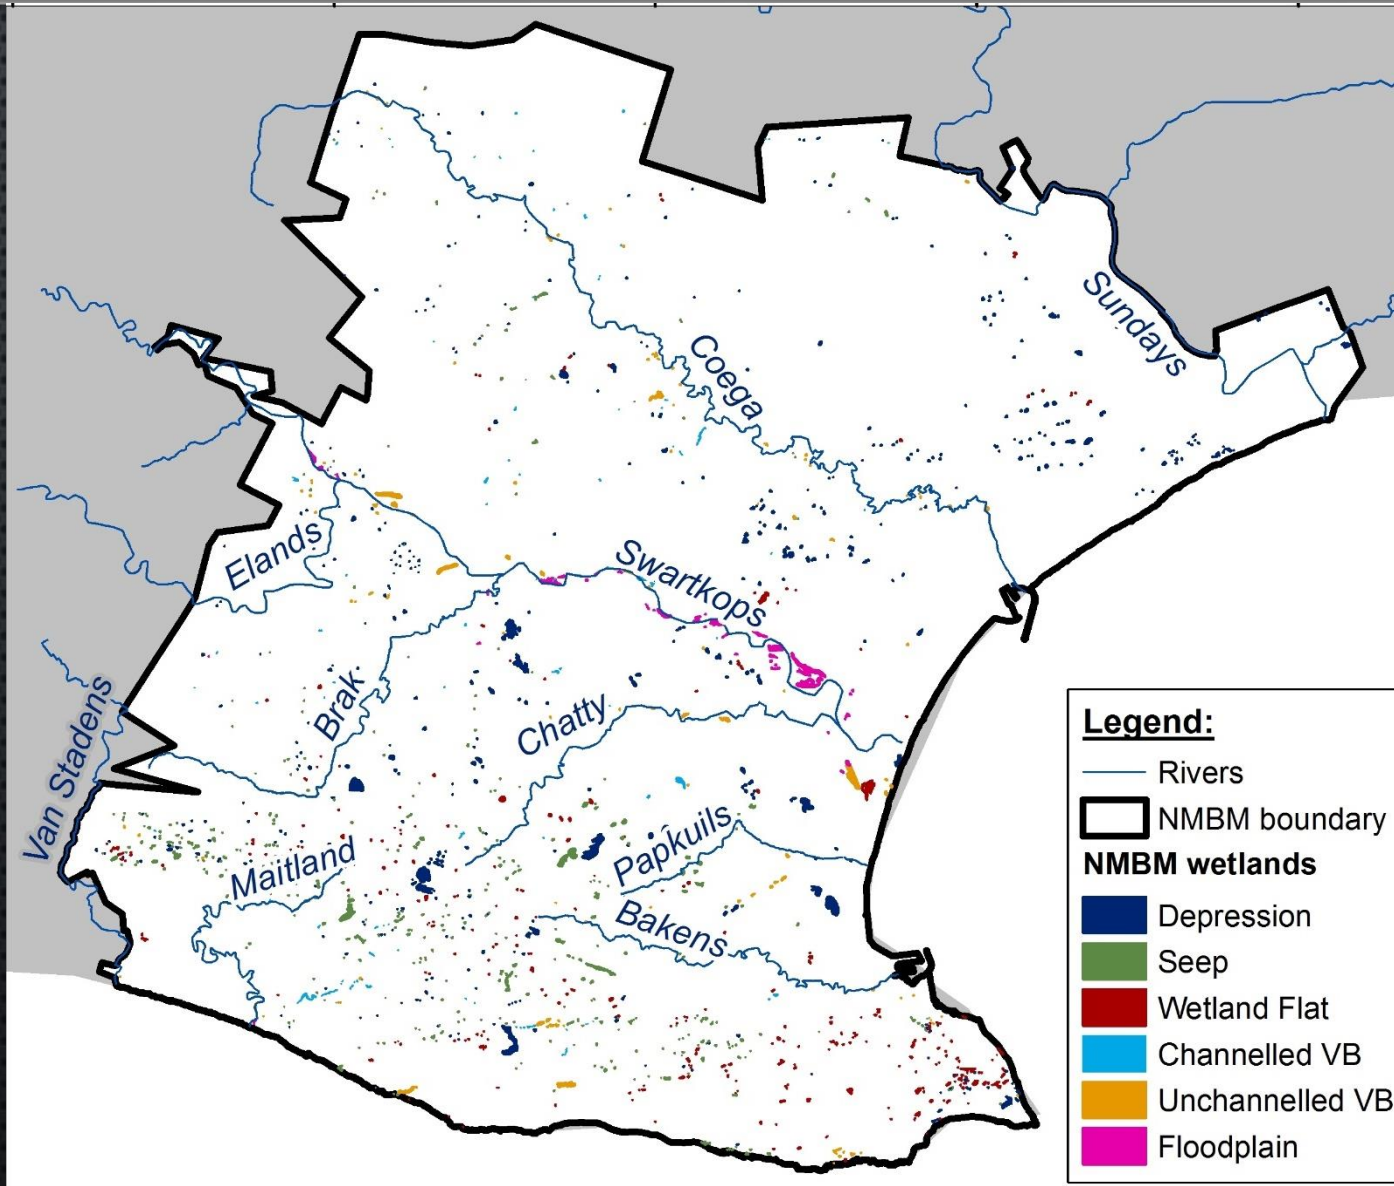 Sundays
Coega
Elands
Swartkops
Brak
Chatty
Van Stadens
Maitland
Papkuils
Bakens
Legend:
Rivers
NMBM boundary
NMBM wetlands
Depression
Seep
Wetland Flat
Channelled VB
Unchannelled VB
Floodplain